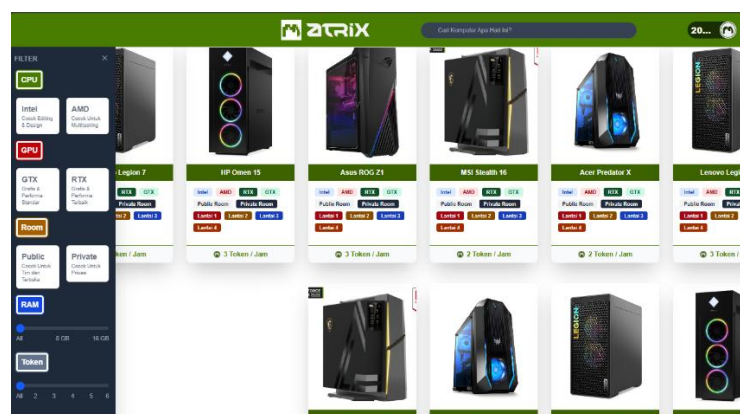 MATRIX
Cari Komputer Apa Hari Ini?
20...
FILTER
CPU
Intel
Cocok Editing
& Design
AMD
Cocok Untuk
Multitasking
GPU
GTX
Grafis &
Performa
Standar
RTX
Grafis &
Performa
Terbaik
Room
Public
Cocok Untuk
Tim dan
Terbuka
Private
Cocok Untuk
Privasi
RAM
All 8 GB 16 GB
Token
All 2 3 4 5 6
Legion 7
RTX GTX
Private Room
Lantai 2 Lantai 3
Token / Jam
HP Omen 15
Intel AMD RTX GTX
Public Room Private Room
Lantai 1 Lantai 2 Lantai 3
Lantai 4
3 Token / Jam
Asus ROG Z1
Intel AMD RTX GTX
Public Room Private Room
Lantai 1 Lantai 2 Lantai 3
Lantai 4
3 Token / Jam
MSI Stealth 16
Intel AMD RTX GTX
Public Room Private Room
Lantai 1 Lantai 2 Lantai 3
Lantai 4
2 Token / Jam
Acer Predator X
Intel AMD RTX GTX
Public Room Private Room
Lantai 1 Lantai 2 Lantai 3
Lantai 4
2 Token / Jam
LEGION
Lenovo Legi
Intel AMD RTX
Public Room Private
Lantai 1 Lantai 2
Lantai 4
3 Token /
LEGION